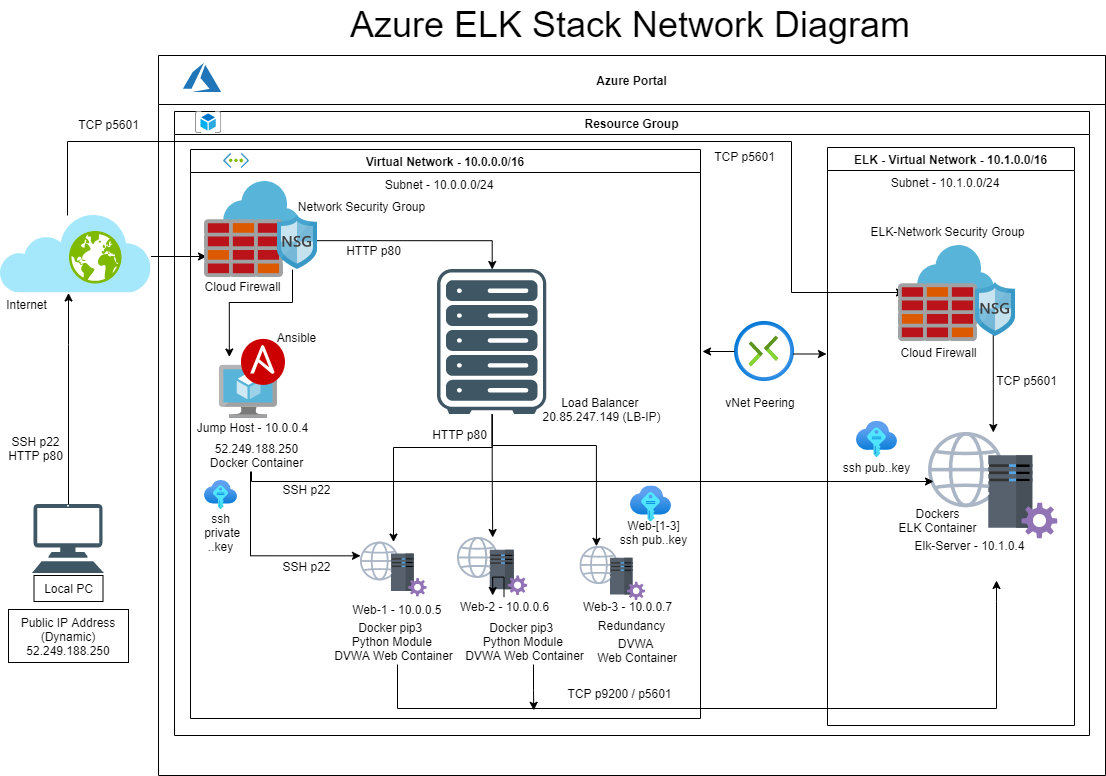 Azure ELK Stack Network Diagram
Azure Portal
TCP p5601
Resource Group
Virtual Network - 10.0.0.0/16
Subnet - 10.0.0.0/24
TCP p5601
ELK - Virtual Network - 10.1.0.0/16
Subnet - 10.1.0.0/24
Network Security Group
NSG
HTTP p80
Cloud Firewall
Internet
ELK-Network Security Group
NSG
Cloud Firewall
TCP p5601
Ansible
Jump Host - 10.0.0.4
52.249.188.250
Docker Container
Load Balancer
20.85.247.149 (LB-IP)
HTTP p80
vNet Peering
SSH p22
HTTP p80
SSH p22
ssh
private
..key
SSH p22
Web-[1-3]
ssh pub..key
ssh pub..key
Dockers
ELK Container
Elk-Server - 10.1.0.4
Local PC
Public IP Address
(Dynamic)
52.249.188.250
Web-1 - 10.0.0.5
Docker pip3
Python Module
DVWA Web Container
Web-2 - 10.0.0.6
Docker pip3
Python Module
DVWA Web Container
Web-3 - 10.0.0.7
Redundancy
DVWA
Web Container
TCP p9200 / p5601